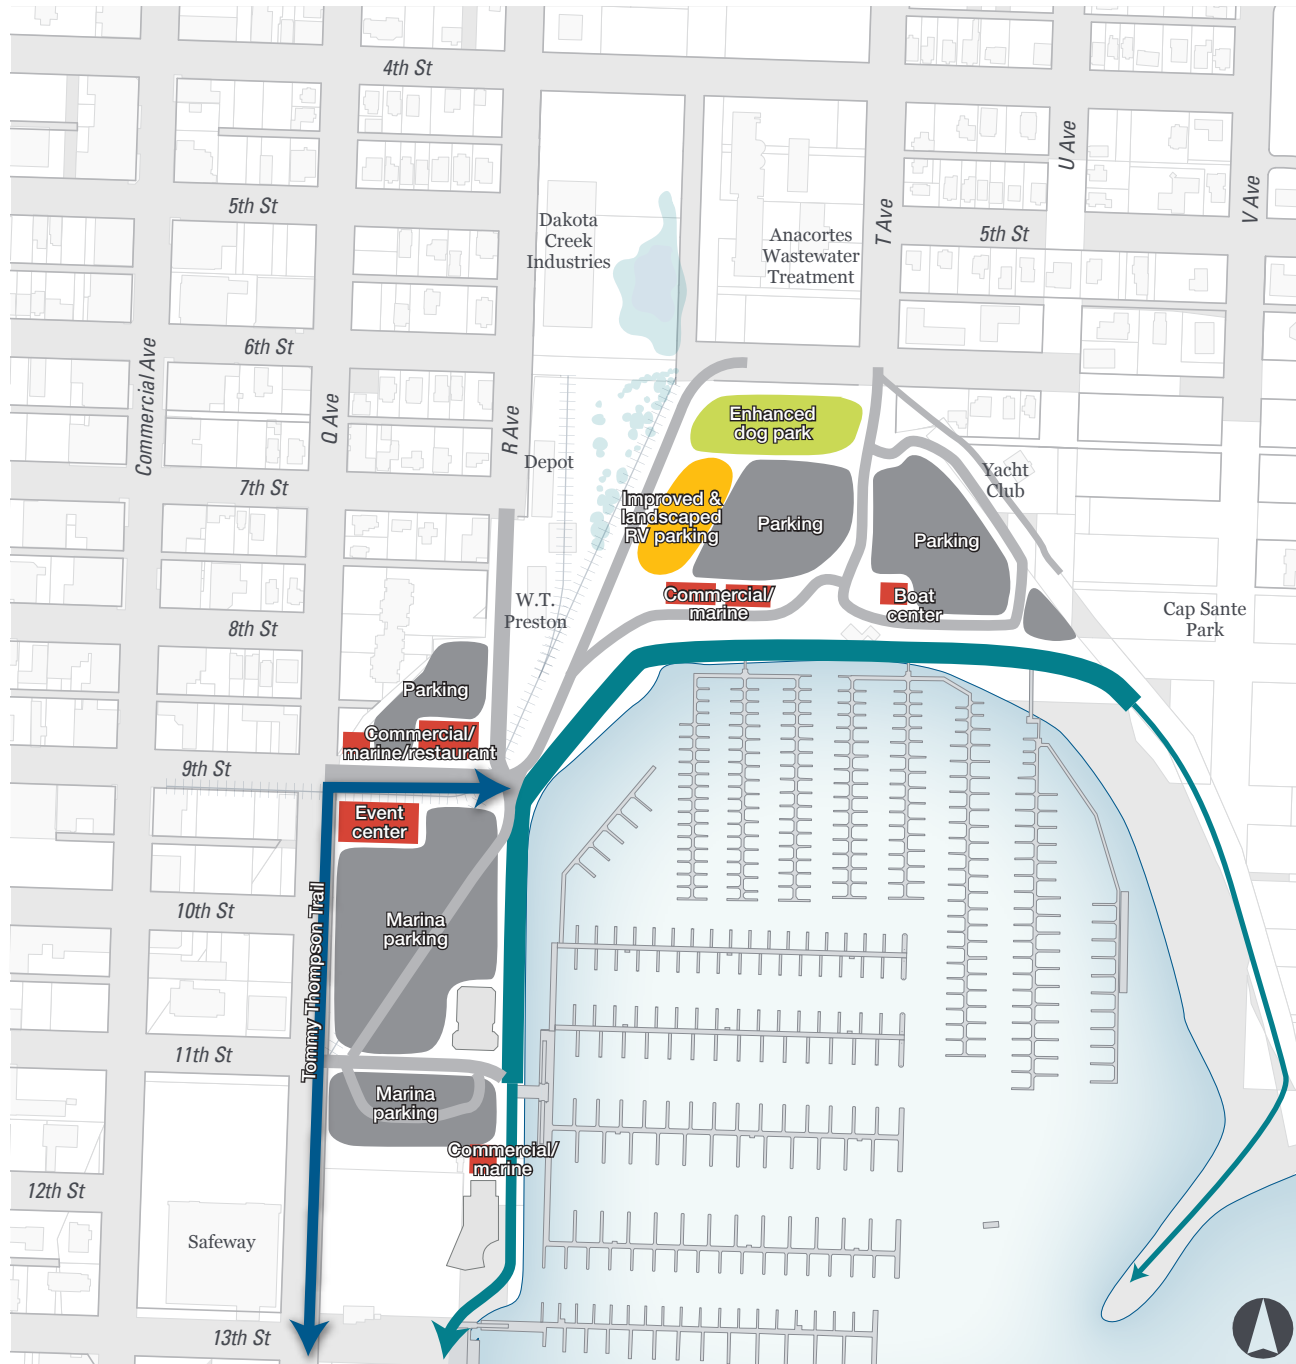 4th St
U Ave
V Ave
5th St
T Ave
5th St
Dakota
Creek
Industries
Anacortes
Wastewater
Treatment
6th St
Commercial Ave
Q Ave
R Ave
Enhanced
dog park
Depot
Yacht
Club
7th St
Improved &
landscaped
RV parking
Parking
Parking
W.T.
Preston
Commercial/
marine
Boat
center
Cap Sante
Park
8th St
Parking
Commercial/
marine/restaurant
9th St
Event
center
Tommy Thompson Trail
10th St
Marina
parking
11th St
Marina
parking
Commercial/
marine
12th St
Safeway
13th St